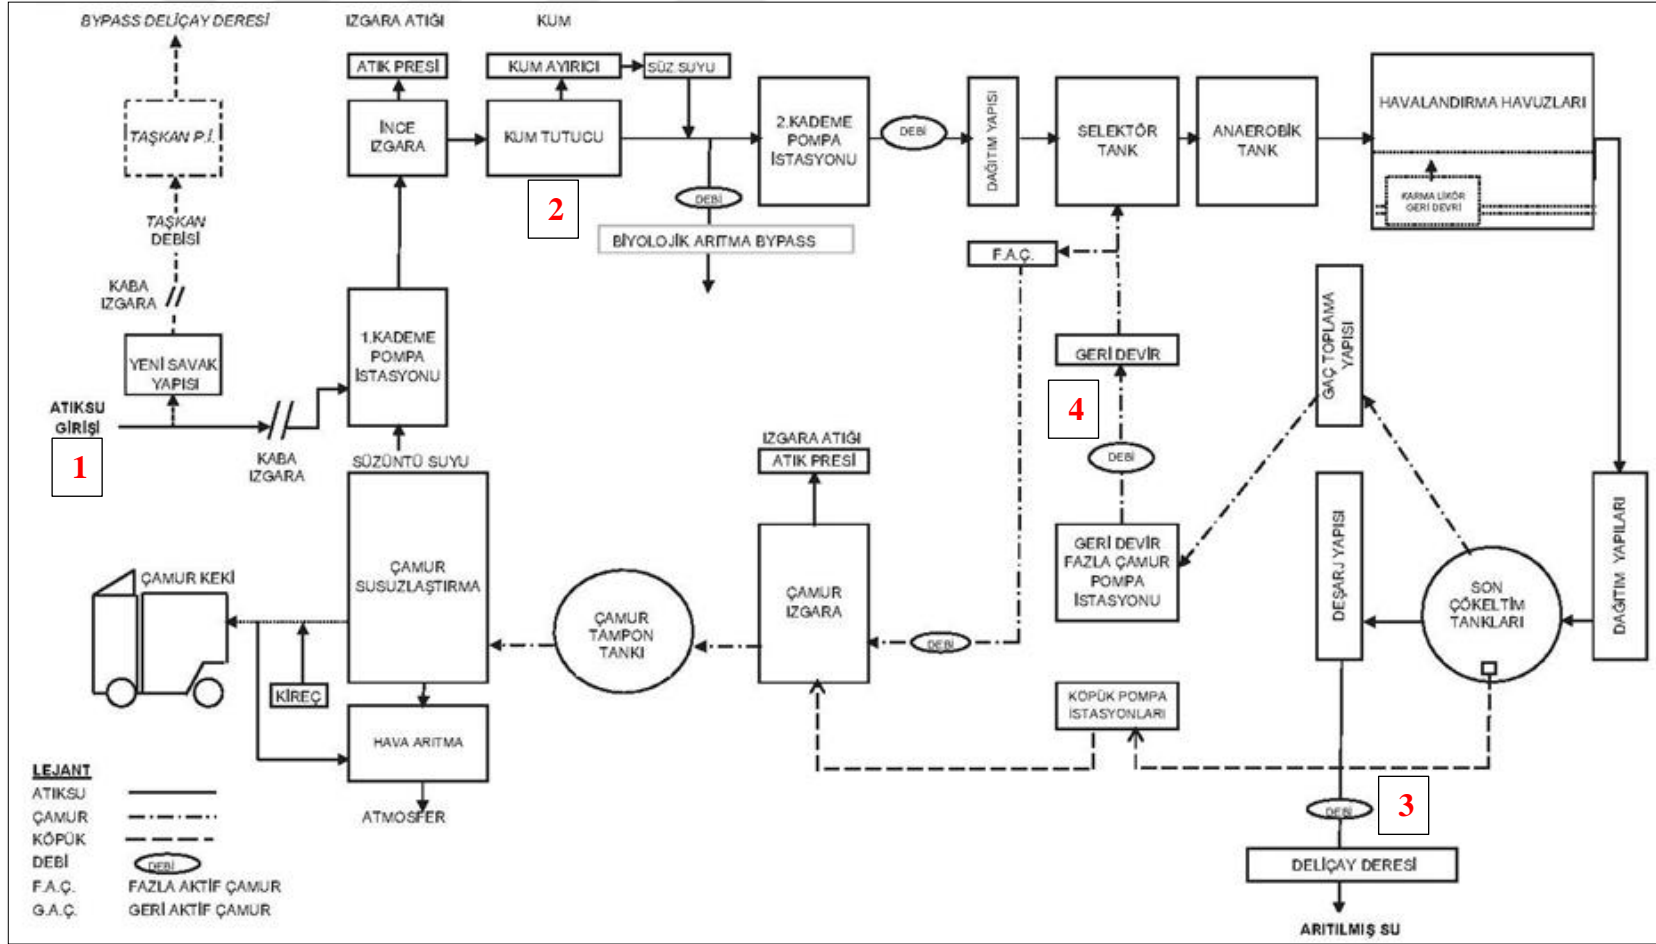 BYPASS DELİÇAY DERESİ
IZGARA ATIĞI
KUM
ATIK PRESİ
KUM AYIRICI
SÜZ SUYU
TAŞKAN P.İ.
İNCE
IZGARA
KUM TUTUCU
2.KADEME
POMPA
İSTASYONU
DEBİ
DAĞITIM YAPISI
SELEKTÖR
TANK
ANAEROBİK
TANK
HAVALANDIRMA HAVUZLARI
KARMA LİKÖR
GERİ DEVRİ
2
DEBİ
BİYOLOJİK ARITMA BYPASS
TAŞKAN
DEBİSİ
KABA
IZGARA
YENİ SAVAK
YAPISI
1.KADEME
POMPA
İSTASYONU
ATIKSU
GİRİŞİ
1
KABA
IZGARA
SÜZÜNTÜ SUYU
F.A.Ç.
GERİ DEVİR
4
DEBİ
GAÇ TOPLAMA
YAPISI
IZGARA ATIĞI
ATIK PRESİ
ÇAMUR
SUSUZLAŞTIRMA
ÇAMUR
TAMPON
TANKI
ÇAMUR
IZGARA
DEBİ
GERİ DEVİR
FAZLA ÇAMUR
POMPA
İSTASYONU
DEŞARJ YAPISI
SON
ÇÖKELTİM
TANKLARI
DAĞITIM YAPILARI
ÇAMUR KEKİ
KİREÇ
HAVA ARITMA
ATMOSFER
KÖPÜK POMPA
İSTASYONLARI
DEBİ
3
DELİÇAY DERESİ
ARITILMIŞ SU
LEJANT
ATIKSU
ÇAMUR
KÖPÜK
DEBİ DEBİ
F.A.Ç. FAZLA AKTİF ÇAMUR
G.A.Ç. GERİ AKTİF ÇAMUR